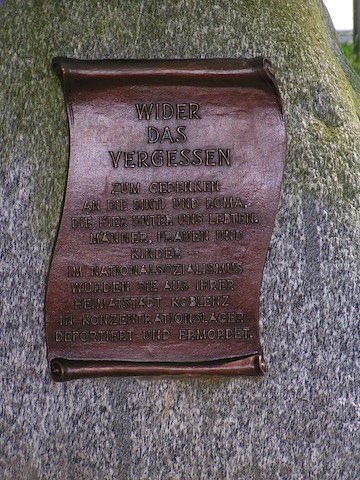 WIDER
DAS
VERGESSEN
ZUM GEDENKEN
AN DIE SINTI UND ROMA,
DIE HIER UNTER UNS LEBTEN.
MÄNNER, FRAUEN UND
KINDER –
IM NATIONALSOZIALISMUS
WURDEN SIE AUS IHRER
HEIMATSTADT KOBLENZ
IN KONZENTRATIONSLAGER
DEPORTIERT UND ERMORDET.